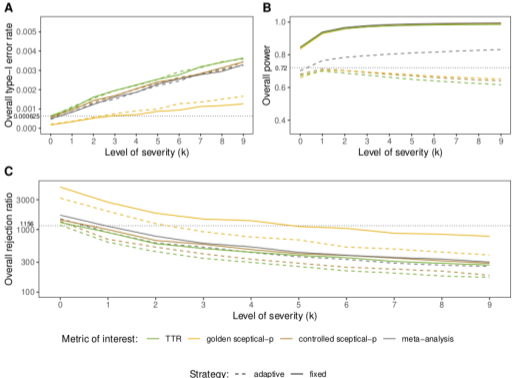 A
Overall type−I error rate
0.005
0.004
0.003
0.002
0.001
0.000625
0.000
0 1 2 3 4 5 6 7 8 9
Level of severity (k)
B
Overall power
1.0
0.8
0.72
0.6
0.4
0 1 2 3 4 5 6 7 8 9
Level of severity (k)
C
Overall rejection ratio
3000
1000
300
100
0 1 2 3 4 5 6 7 8 9
Level of severity (k)
Metric of interest: TTR golden sceptical−p controlled sceptical−p meta−analysis
Strategy: adaptive fixed